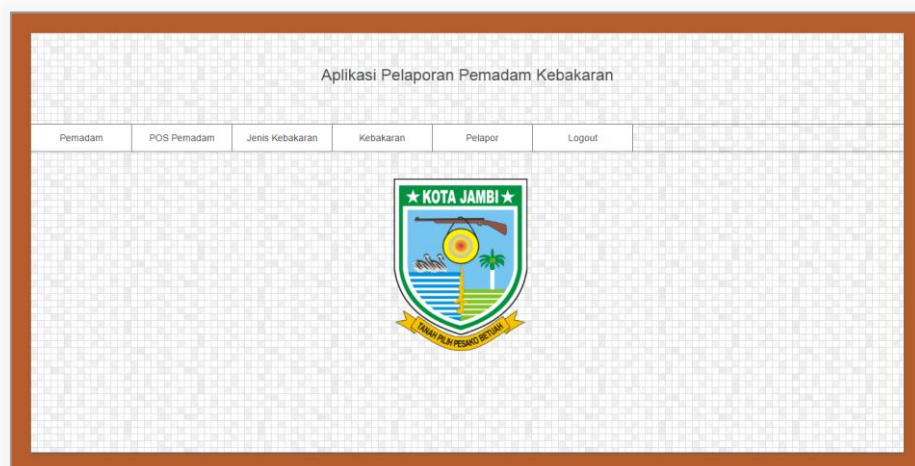 Aplikasi Pelaporan Pemadam Kebakaran
Pemadam POS Pemadam Jenis Kebakaran Kebakaran Pelapor Logout
KOTA JAMBI
TANAH PILIH PESAKO BETUAH